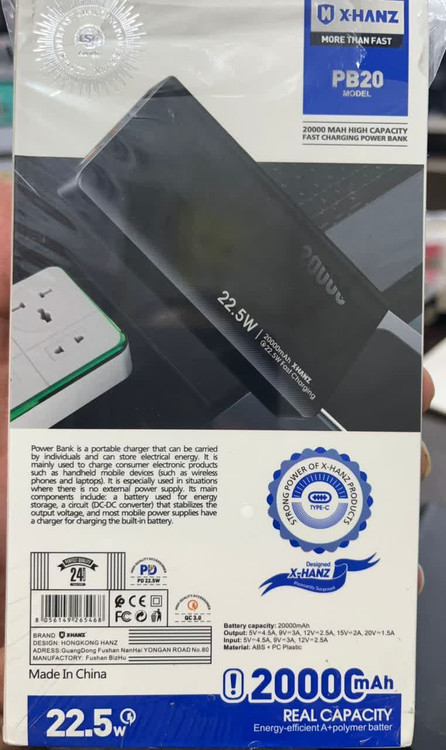 X-HANZ
MORE THAN FAST
PB20
MODEL
20000 MAH HIGH CAPACITY
FAST CHARGING POWER BANK
20000
22.5W
20000mAh X·HANZ
22.5W Fast Charging
Power Bank is a portable charger that can be carried
by individuals and can store electrical energy. It is
mainly used to charge consumer electronic products
such as handheld mobile devices (such as wireless
phones and laptops). It is especially used in situations
where there is no external power supply. Its main
components include: a battery used for energy
storage, a circuit (DC-DC converter) that stabilizes the
output voltage, and most mobile power supplies have
a charger for charging the built-in battery.
STRONG POWER OF X-HANZ PRODUCTS
TYPE-C
Designed
X-HANZ
24
PD
PD 22.5W
QC 3.0
8 056149 265468
BRAND X·HANZ
DESIGN: HONGKONG HANZ
ADRESS:GuangDong Fushan NanHai YONGAN ROAD No.80
MANUFACTORY: Fushan BizHu
Battery capacity: 20000mAh
Output: 5V⎓4.5A, 9V⎓3A, 12V⎓2.5A, 15V⎓2A, 20V⎓1.5A
Input: 5V⎓4.5A, 9V⎓3A, 12V⎓2.5A
Material: ABS + PC Plastic
Made In China
20000mAh
REAL CAPACITY
Energy-efficient A+polymer batter
22.5W